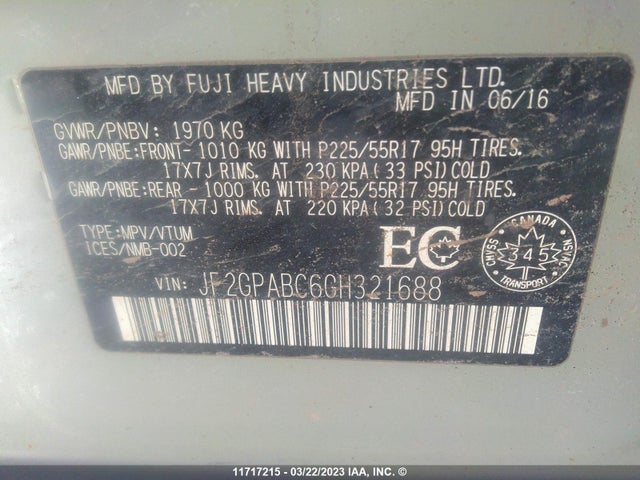 MFD BY FUJI HEAVY INDUSTRIES LTD.
MFD IN 06/16
GVWR/PNBV: 1970 KG
GAWR/PNBE:FRONT- 1010 KG WITH P225/55R17 95H TIRES.
17X7J RIMS. AT 230 KPA(33 PSI)COLD
GAWR/PNBE:REAR - 1000 KG WITH P225/55R17 95H TIRES.
17X7J RIMS. AT 220 KPA(32 PSI)COLD
TYPE:MPV/VTUM
ICES/NMB-002
EC
CANADA
CMVSS
345
NSVAC
TRANSPORT
VIN: JF2GPABC6GH321688
11717215 - 03/22/2023 IAA, INC. ©